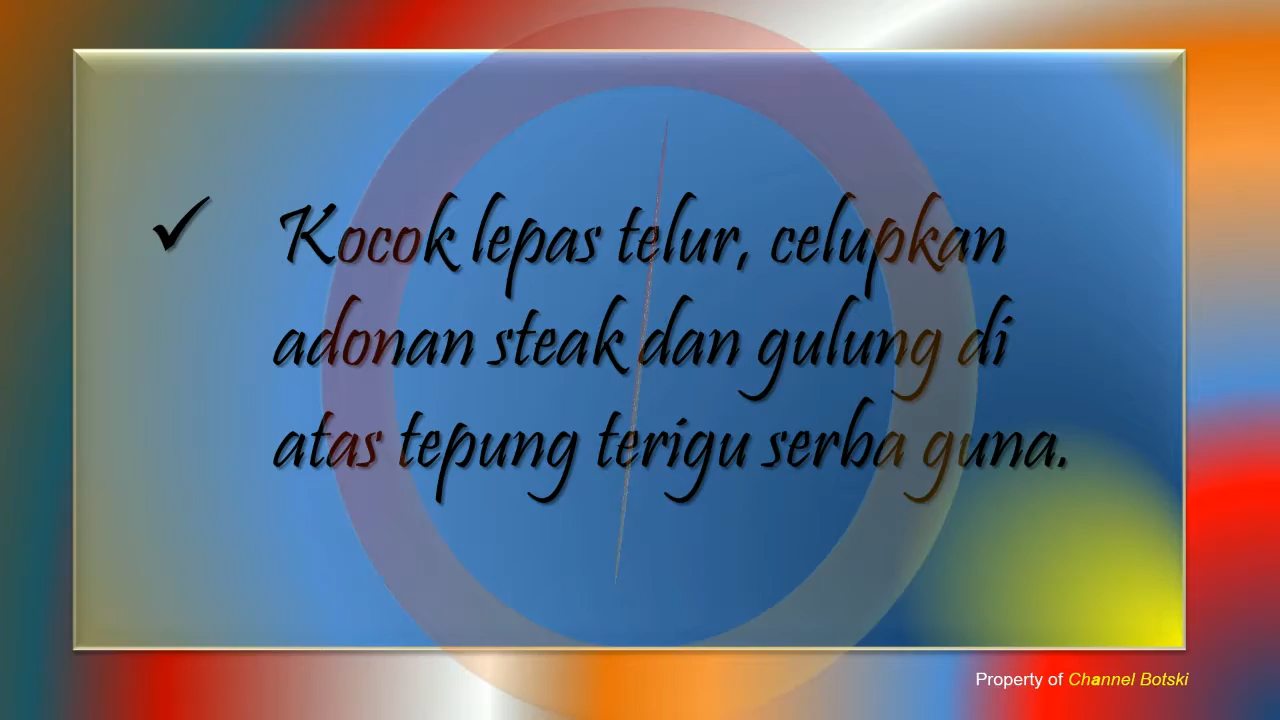 ✓ Kocok lepas telur, celupkan
adonan steak dan gulung di
atas tepung terigu serba guna.
Property of Channel Botski